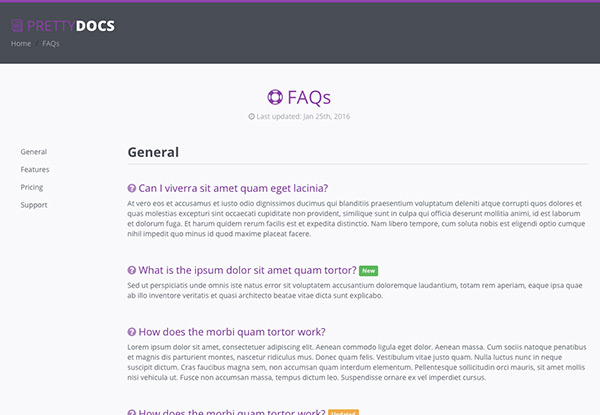 PRETTYDOCS
Home / FAQs
FAQs
Last updated: Jan 25th, 2016
General
Features
Pricing
Support
General
Can I viverra sit amet quam eget lacinia?
At vero eos et accusamus et iusto odio dignissimos ducimus qui blanditiis praesentium voluptatum deleniti atque corrupti quos dolores et
quas molestias excepturi sint occaecati cupiditate non provident, similique sunt in culpa qui officia deserunt mollitia animi, id est laborum
et dolorum fuga. Et harum quidem rerum facilis est et expedita distinctio. Nam libero tempore, cum soluta nobis est eligendi optio cumque
nihil impedit quo minus id quod maxime placeat facere.
What is the ipsum dolor sit amet quam tortor? New
Sed ut perspiciatis unde omnis iste natus error sit voluptatem accusantium doloremque laudantium, totam rem aperiam, eaque ipsa quae
ab illo inventore veritatis et quasi architecto beatae vitae dicta sunt explicabo.
How does the morbi quam tortor work?
Lorem ipsum dolor sit amet, consectetuer adipiscing elit. Aenean commodo ligula eget dolor. Aenean massa. Cum sociis natoque penatibus
et magnis dis parturient montes, nascetur ridiculus mus. Donec quam felis. Vestibulum vitae justo quam. Nulla luctus nunc in neque
suscipit dictum. Cras faucibus magna sem, non accumsan quam interdum elementum. Pellentesque sollicitudin orci mauris, sit amet mollis
nisi vehicula ut. Fusce non accumsan massa, tempus dictum leo. Suspendisse ornare ex vel imperdiet cursus.
How does the morbi quam tortor work? Updated